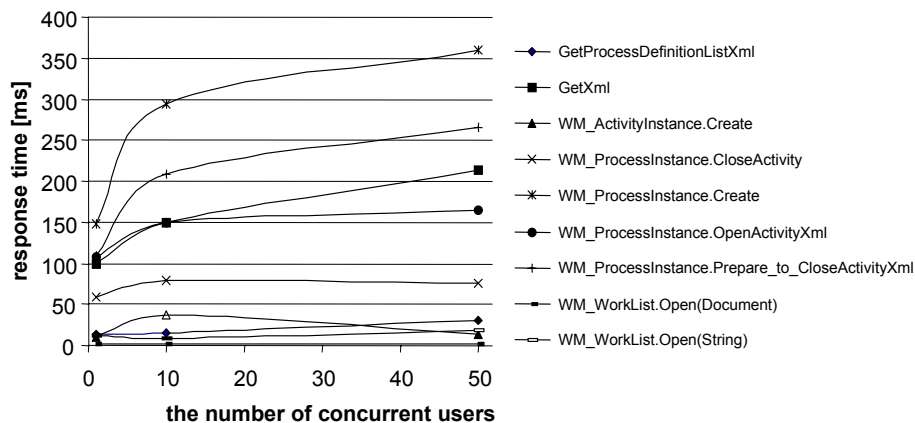 400
350
300
250
200
150
100
50
0
response time [ms]
0 10 20 30 40 50
the number of concurrent users
GetProcessDefinitionListXml
GetXml
WM_ActivityInstance.Create
WM_ProcessInstance.CloseActivity
WM_ProcessInstance.Create
WM_ProcessInstance.OpenActivityXml
WM_ProcessInstance.Prepare_to_CloseActivityXml
WM_WorkList.Open(Document)
WM_WorkList.Open(String)